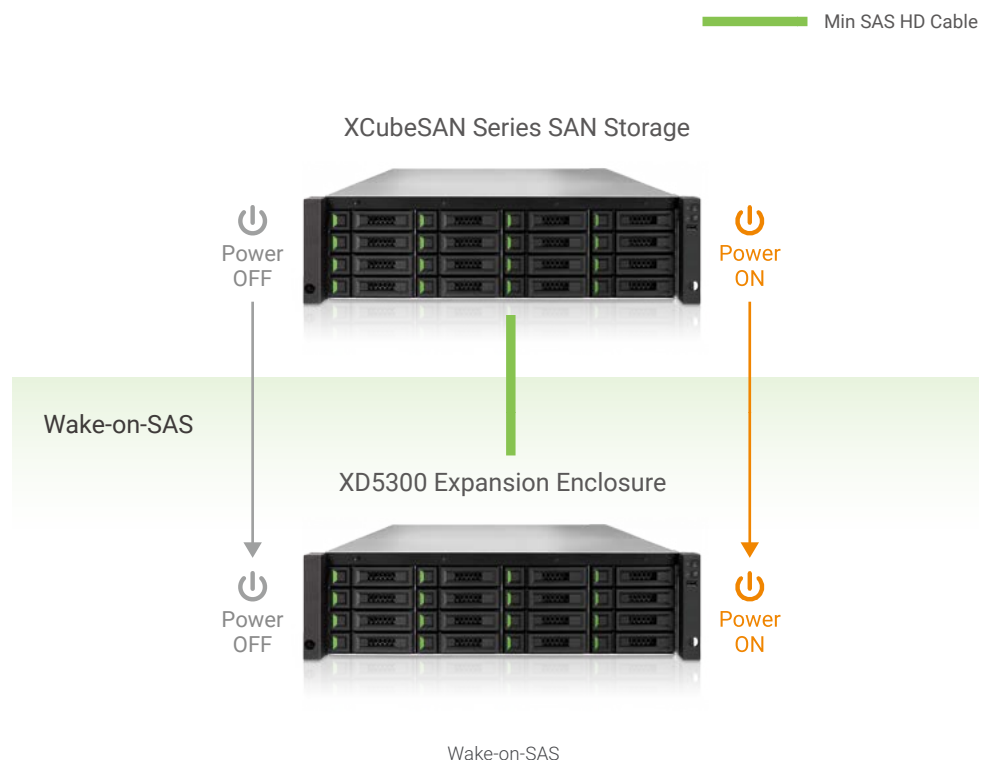 Min SAS HD Cable
XCubeSAN Series SAN Storage
Power
OFF
Power
ON
Wake-on-SAS
XD5300 Expansion Enclosure
Power
OFF
Power
ON
Wake-on-SAS